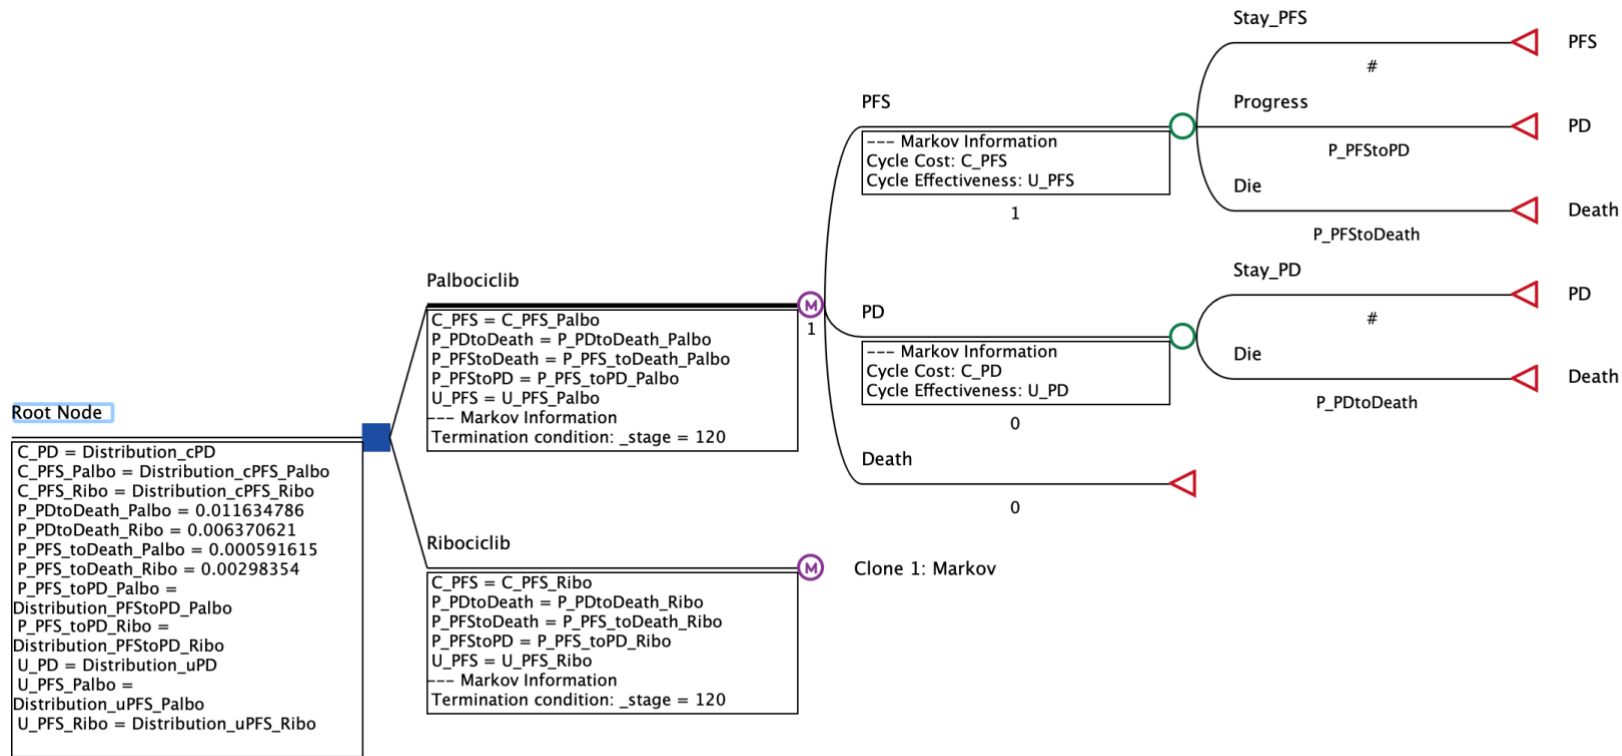 Root Node
C_PD = Distribution_cPD
C_PFS_Palbo = Distribution_cPFS_Palbo
C_PFS_Ribo = Distribution_cPFS_Ribo
P_PDtoDeath_Palbo = 0.011634786
P_PDtoDeath_Ribo = 0.006370621
P_PFS_toDeath_Palbo = 0.000591615
P_PFS_toDeath_Ribo = 0.00298354
P_PFS_toPD_Palbo =
Distribution_PFStoPD_Palbo
P_PFS_toPD_Ribo =
Distribution_PFStoPD_Ribo
U_PD = Distribution_uPD
U_PFS_Palbo =
Distribution_uPFS_Palbo
U_PFS_Ribo = Distribution_uPFS_Ribo
Palbociclib
C_PFS = C_PFS_Palbo
P_PDtoDeath = P_PDtoDeath_Palbo
P_PFStoDeath = P_PFS_toDeath_Palbo
P_PFStoPD = P_PFS_toPD_Palbo
U_PFS = U_PFS_Palbo
--- Markov Information
Termination condition: _stage = 120
M
1
PFS
--- Markov Information
Cycle Cost: C_PFS
Cycle Effectiveness: U_PFS
1
Stay_PFS
#
PFS
Progress
P_PFStoPD
PD
Die
P_PFStoDeath
Death
PD
--- Markov Information
Cycle Cost: C_PD
Cycle Effectiveness: U_PD
0
Stay_PD
#
PD
Die
P_PDtoDeath
Death
Death
0
Ribociclib
C_PFS = C_PFS_Ribo
P_PDtoDeath = P_PDtoDeath_Ribo
P_PFStoDeath = P_PFS_toDeath_Ribo
P_PFStoPD = P_PFS_toPD_Ribo
U_PFS = U_PFS_Ribo
--- Markov Information
Termination condition: _stage = 120
M
Clone 1: Markov